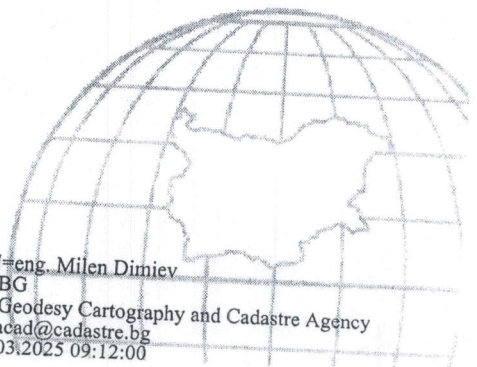 =eng. Milen Dimiev
BG
Geodesy Cartography and Cadastre Agency
acad@cadastre.bg
03.2025 09:12:00